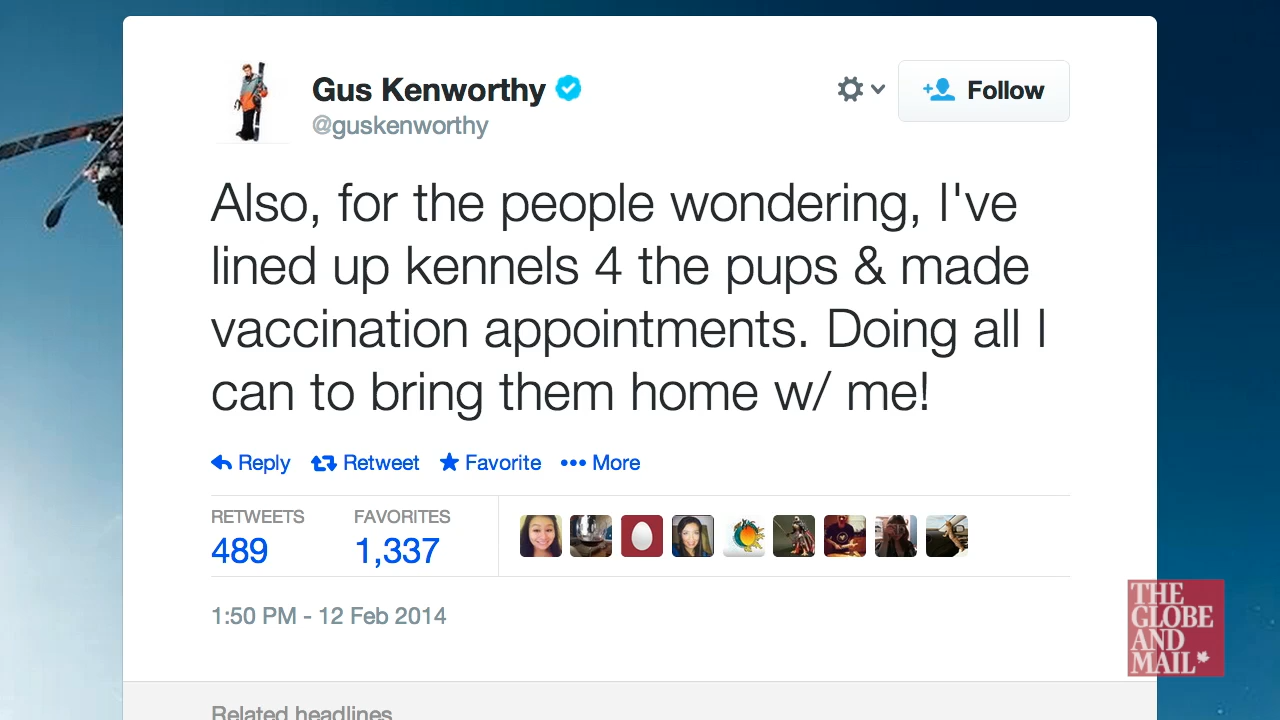 Gus Kenworthy
@guskenworthy
Follow
Also, for the people wondering, I've
lined up kennels 4 the pups & made
vaccination appointments. Doing all I
can to bring them home w/ me!
Reply Retweet Favorite More
RETWEETS FAVORITES
489 1,337
1:50 PM - 12 Feb 2014
THE
GLOBE
AND
MAIL
Related headlines